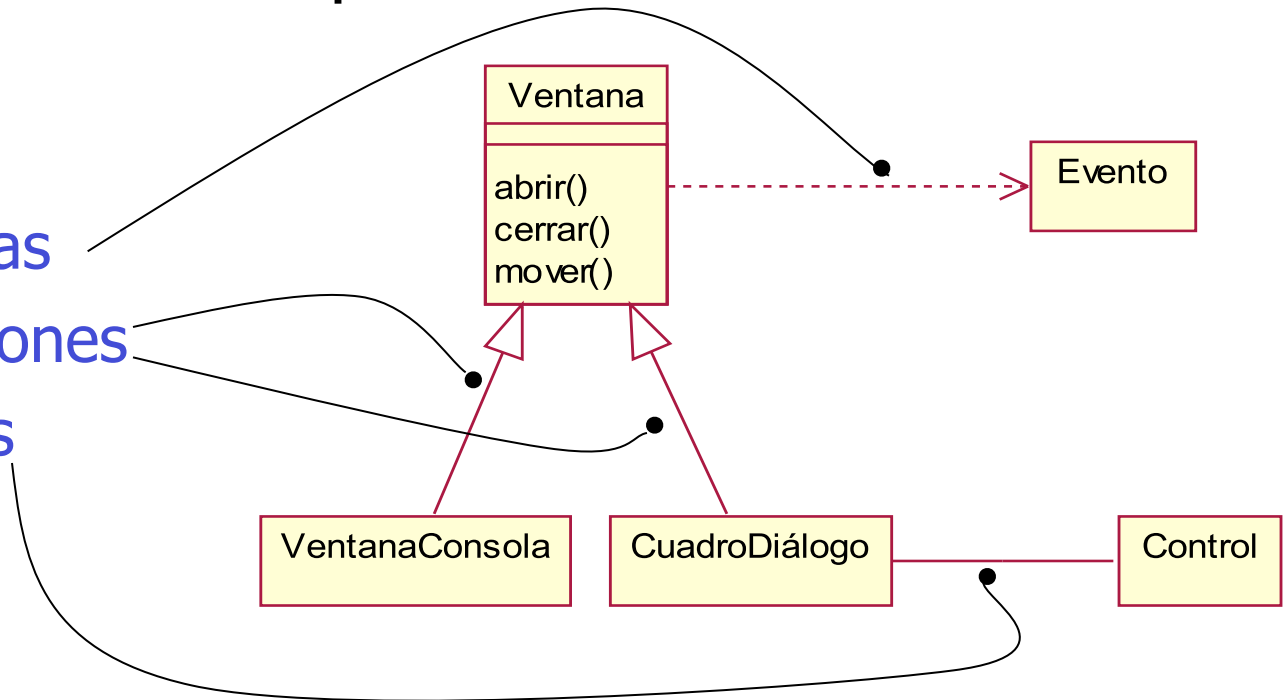 Ventana
abrir()
cerrar()
mover()
Evento
as
ones
s
VentanaConsola
CuadroDiálogo
Control